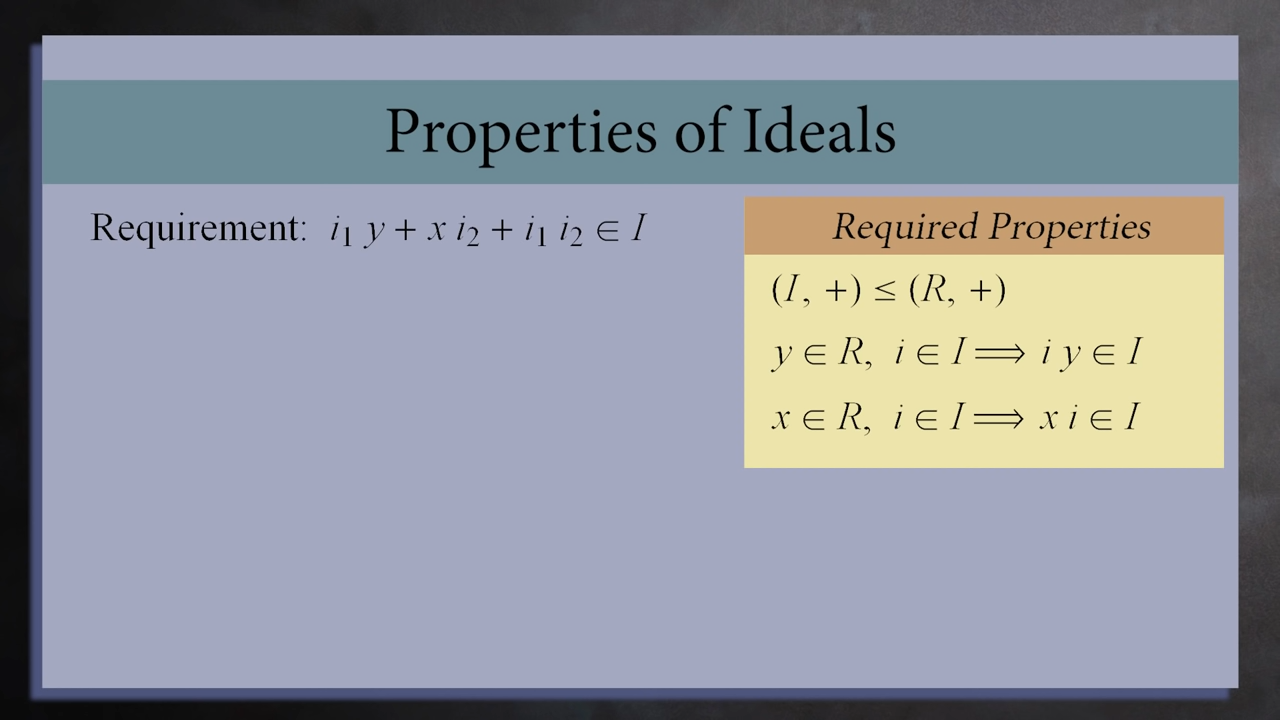 Properties of Ideals
Requirement: i₁ y + x i₂ + i₁ i₂ ∈ I
Required Properties
(I, +) ≤ (R, +)
y ∈ R, i ∈ I ⟹ i y ∈ I
x ∈ R, i ∈ I ⟹ x i ∈ I